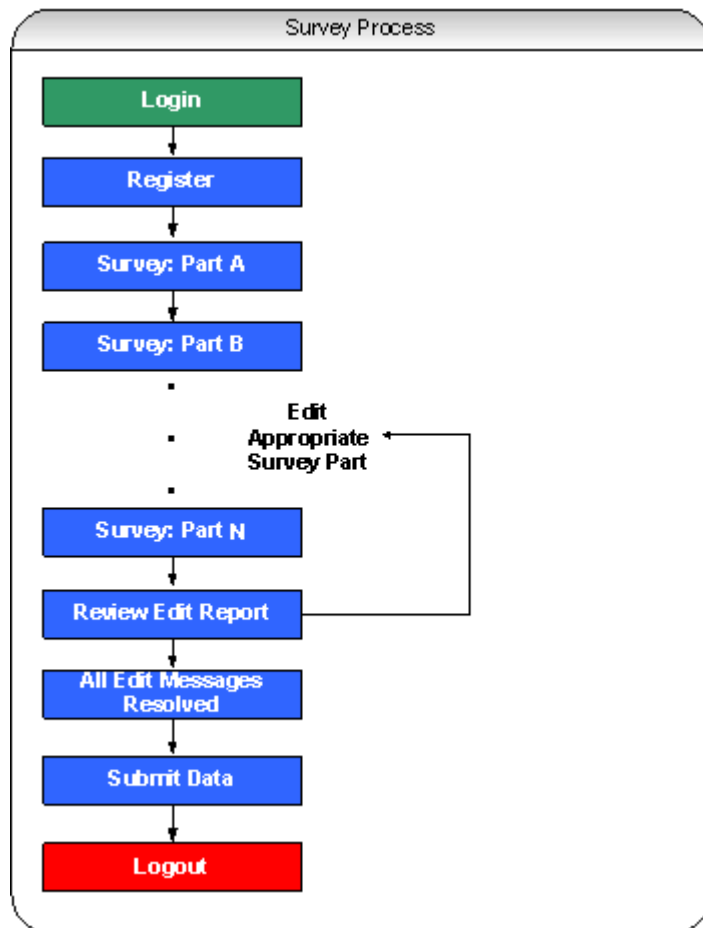 Survey Process
Login
Register
Survey: Part A
Survey: Part B
Edit
Appropriate
Survey Part
Survey: Part N
Review Edit Report
All Edit Messages
Resolved
Submit Data
Logout